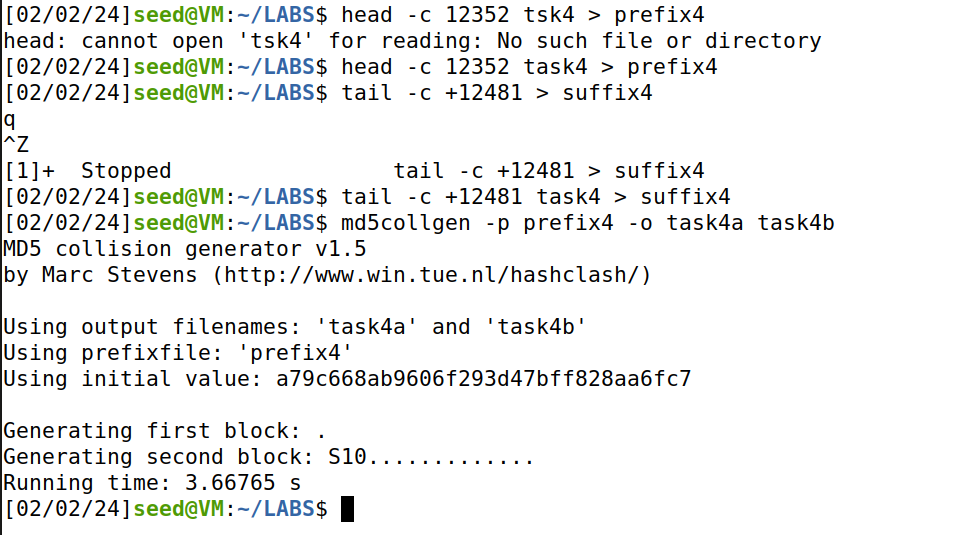 [02/02/24]seed@VM:~/LABS$ head -c 12352 tsk4 > prefix4
head: cannot open 'tsk4' for reading: No such file or directory
[02/02/24]seed@VM:~/LABS$ head -c 12352 task4 > prefix4
[02/02/24]seed@VM:~/LABS$ tail -c +12481 > suffix4
q
^Z
[1]+  Stopped                 tail -c +12481 > suffix4
[02/02/24]seed@VM:~/LABS$ tail -c +12481 task4 > suffix4
[02/02/24]seed@VM:~/LABS$ md5collgen -p prefix4 -o task4a task4b
MD5 collision generator v1.5
by Marc Stevens (http://www.win.tue.nl/hashclash/)

Using output filenames: 'task4a' and 'task4b'
Using prefixfile: 'prefix4'
Using initial value: a79c668ab9606f293d47bff828aa6fc7

Generating first block: .
Generating second block: S10.............
Running time: 3.66765 s
[02/02/24]seed@VM:~/LABS$